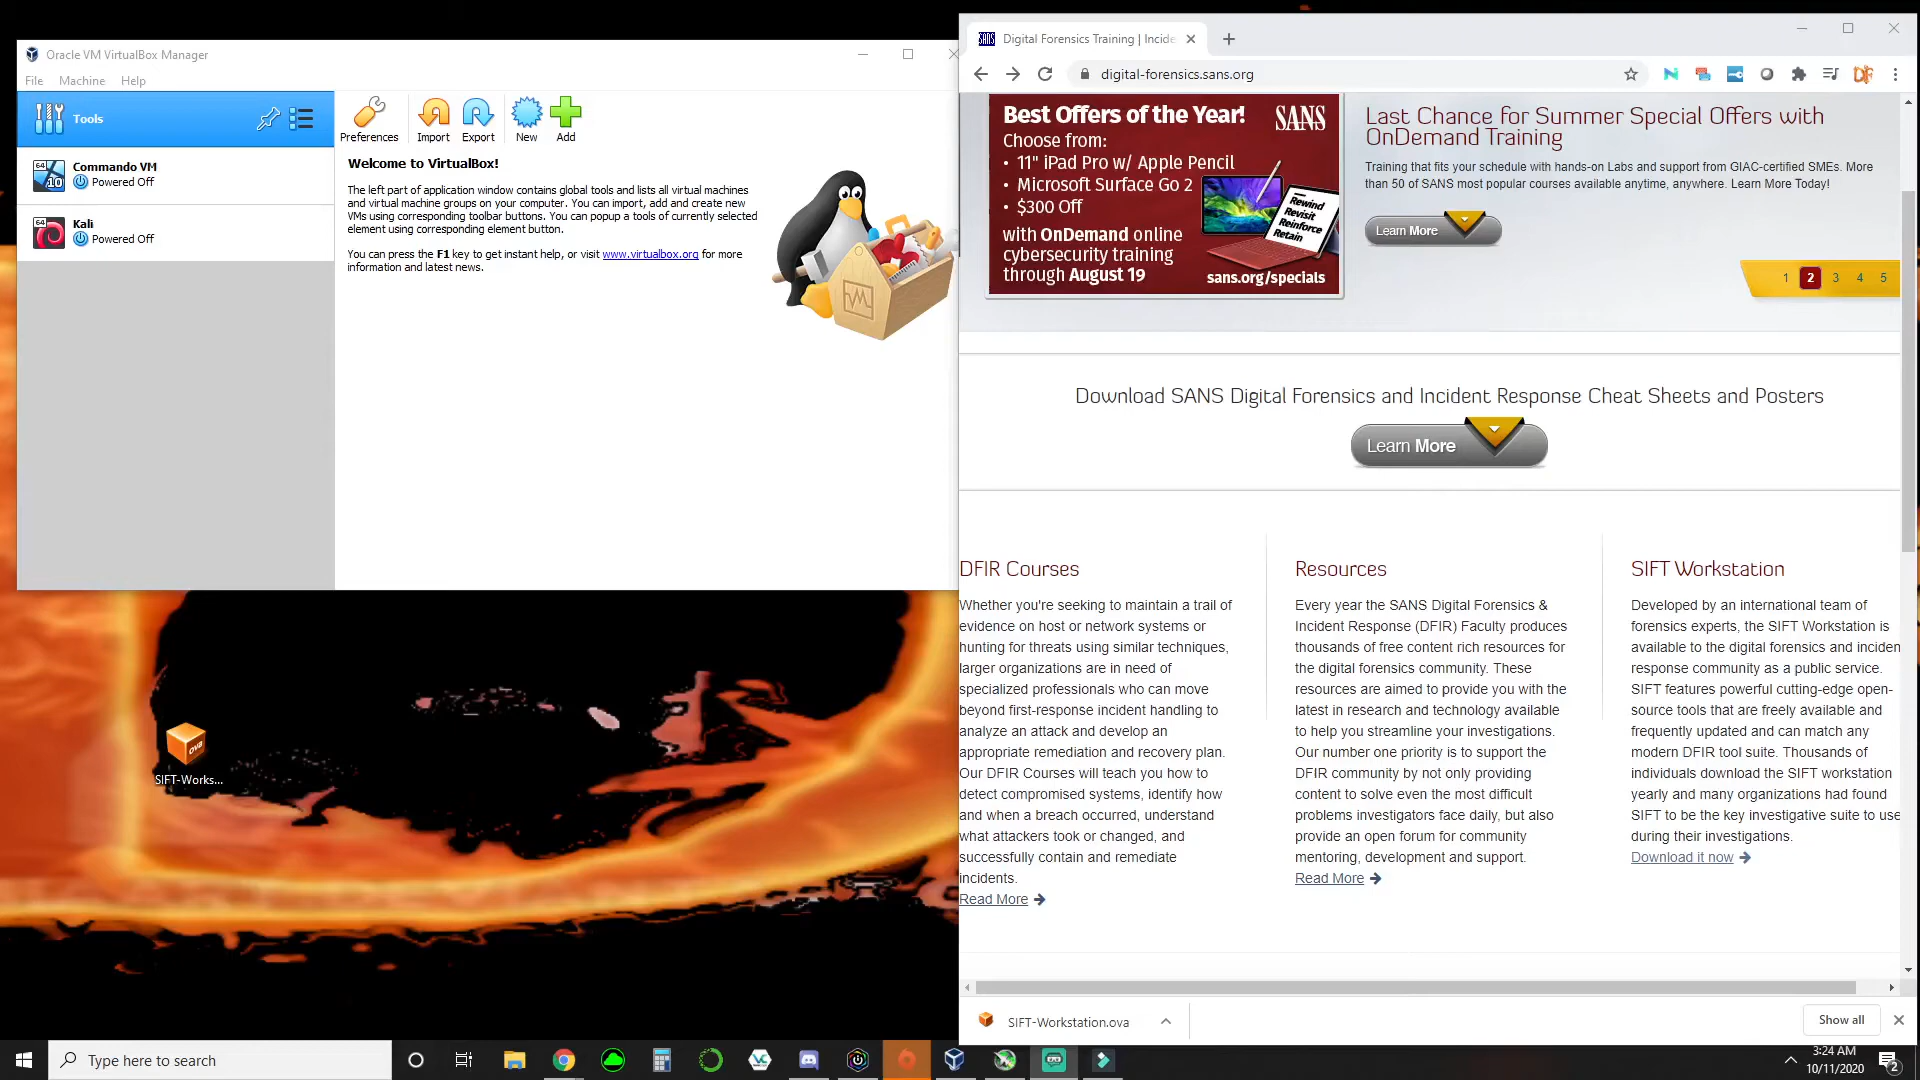 Oracle VM VirtualBox Manager
File Machine Help
Tools
Preferences
Import
Export
New
Add
64
10
Commando VM
Powered Off
64
Kali
Powered Off
Welcome to VirtualBox!
The left part of application window contains global tools and lists all virtual machines
and virtual machine groups on your computer. You can import, add and create new
VMs using corresponding toolbar buttons. You can popup a tools of currently selected
element using corresponding element button.
You can press the F1 key to get instant help, or visit www.virtualbox.org for more
information and latest news.
ova
SIFT-Works...
SANS
Digital Forensics Training | Incide
digital-forensics.sans.org
Best Offers of the Year!
SANS
Choose from:
• 11" iPad Pro w/ Apple Pencil
• Microsoft Surface Go 2
• $300 Off
with OnDemand online
cybersecurity training
through August 19
Rewind
Revisit
Reinforce
Retain
sans.org/specials
Last Chance for Summer Special Offers with
OnDemand Training
Training that fits your schedule with hands-on Labs and support from GIAC-certified SMEs. More
than 50 of SANS most popular courses available anytime, anywhere. Learn More Today!
Learn More
1 2 3 4 5
Download SANS Digital Forensics and Incident Response Cheat Sheets and Posters
Learn More
DFIR Courses
Whether you're seeking to maintain a trail of
evidence on host or network systems or
hunting for threats using similar techniques,
larger organizations are in need of
specialized professionals who can move
beyond first-response incident handling to
analyze an attack and develop an
appropriate remediation and recovery plan.
Our DFIR Courses will teach you how to
detect compromised systems, identify how
and when a breach occurred, understand
what attackers took or changed, and
successfully contain and remediate
incidents.
Read More
Resources
Every year the SANS Digital Forensics &
Incident Response (DFIR) Faculty produces
thousands of free content rich resources for
the digital forensics community. These
resources are aimed to provide you with the
latest in research and technology available
to help you streamline your investigations.
Our number one priority is to support the
DFIR community by not only providing
content to solve even the most difficult
problems investigators face daily, but also
provide an open forum for community
mentoring, development and support.
Read More
SIFT Workstation
Developed by an international team of
forensics experts, the SIFT Workstation is
available to the digital forensics and inciden
response community as a public service.
SIFT features powerful cutting-edge open-
source tools that are freely available and
frequently updated and can match any
modern DFIR tool suite. Thousands of
individuals download the SIFT workstation
yearly and many organizations had found
SIFT to be the key investigative suite to use
during their investigations.
Download it now
SIFT-Workstation.ova
Show all
Type here to search
3:24 AM
10/11/2020
2